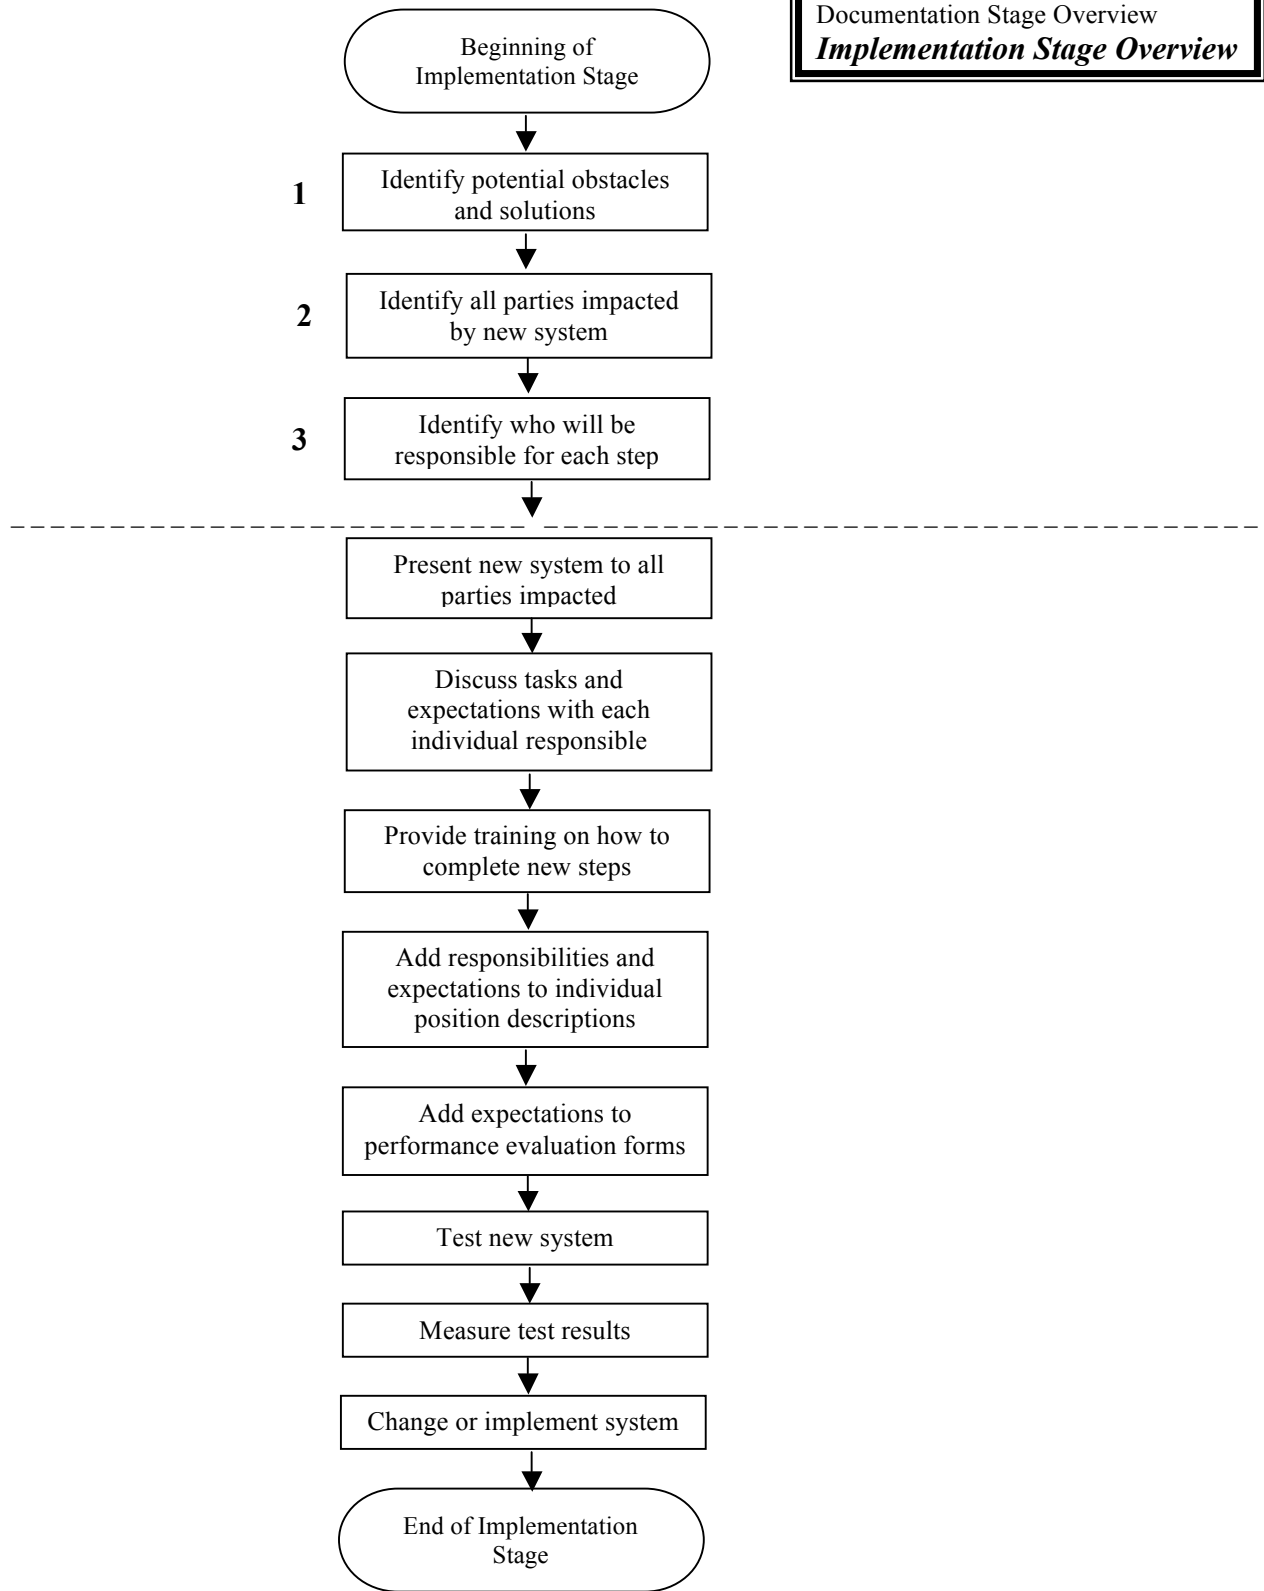 Documentation Stage Overview
Implementation Stage Overview
Beginning of
Implementation Stage
1
Identify potential obstacles
and solutions
2
Identify all parties impacted
by new system
3
Identify who will be
responsible for each step
Present new system to all
parties impacted
Discuss tasks and
expectations with each
individual responsible
Provide training on how to
complete new steps
Add responsibilities and
expectations to individual
position descriptions
Add expectations to
performance evaluation forms
Test new system
Measure test results
Change or implement system
End of Implementation
Stage